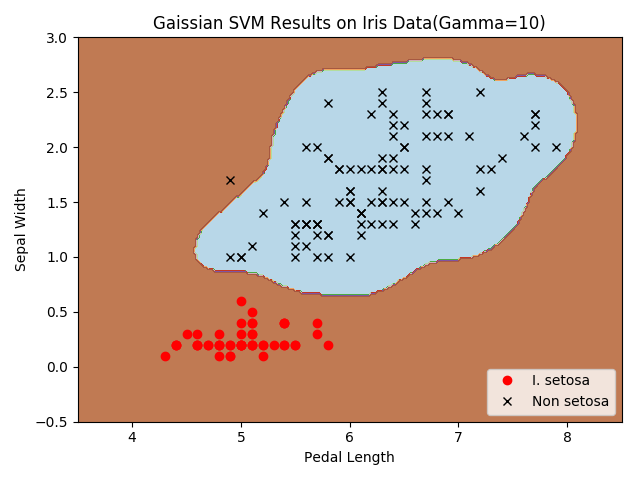 Gaissian SVM Results on Iris Data(Gamma=10)
3.0
2.5
2.0
1.5
1.0
0.5
0.0
−0.5
Sepal Width
I. setosa
Non setosa
4
5
6
7
8
Pedal Length